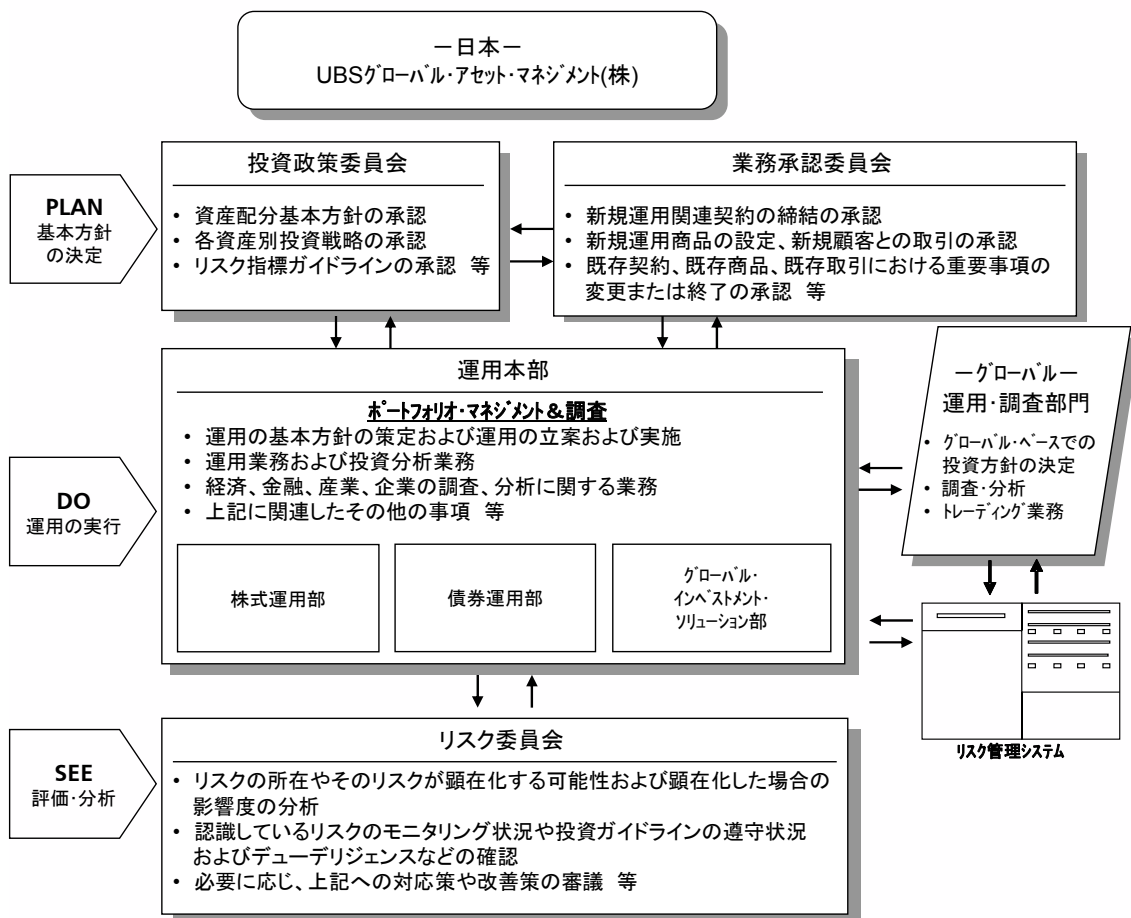 －日本－
UBSグローバル・アセット・マネジメント(株)
PLAN
基本方針
の決定
投資政策委員会
• 資産配分基本方針の承認
• 各資産別投資戦略の承認
• リスク指標ガイドラインの承認 等
業務承認委員会
• 新規運用関連契約の締結の承認
• 新規運用商品の設定、新規顧客との取引の承認
• 既存契約、既存商品、既存取引における重要事項の
変更または終了の承認 等
DO
運用の実行
運用本部
ポートフォリオ・マネジメント＆調査
• 運用の基本方針の策定および運用の立案および実施
• 運用業務および投資分析業務
• 経済、金融、産業、企業の調査、分析に関する業務
• 上記に関連したその他の事項 等
株式運用部
債券運用部
グローバル・
インベストメント・
ソリューション部
－グローバル－
運用・調査部門
• グローバル・ベースでの
投資方針の決定
• 調査・分析
• トレーディング業務
リスク管理システム
SEE
評価・分析
リスク委員会
• リスクの所在やそのリスクが顕在化する可能性および顕在化した場合の
影響度の分析
• 認識しているリスクのモニタリング状況や投資ガイドラインの遵守状況
およびデューデリジェンスなどの確認
• 必要に応じ、上記への対応策や改善策の審議 等